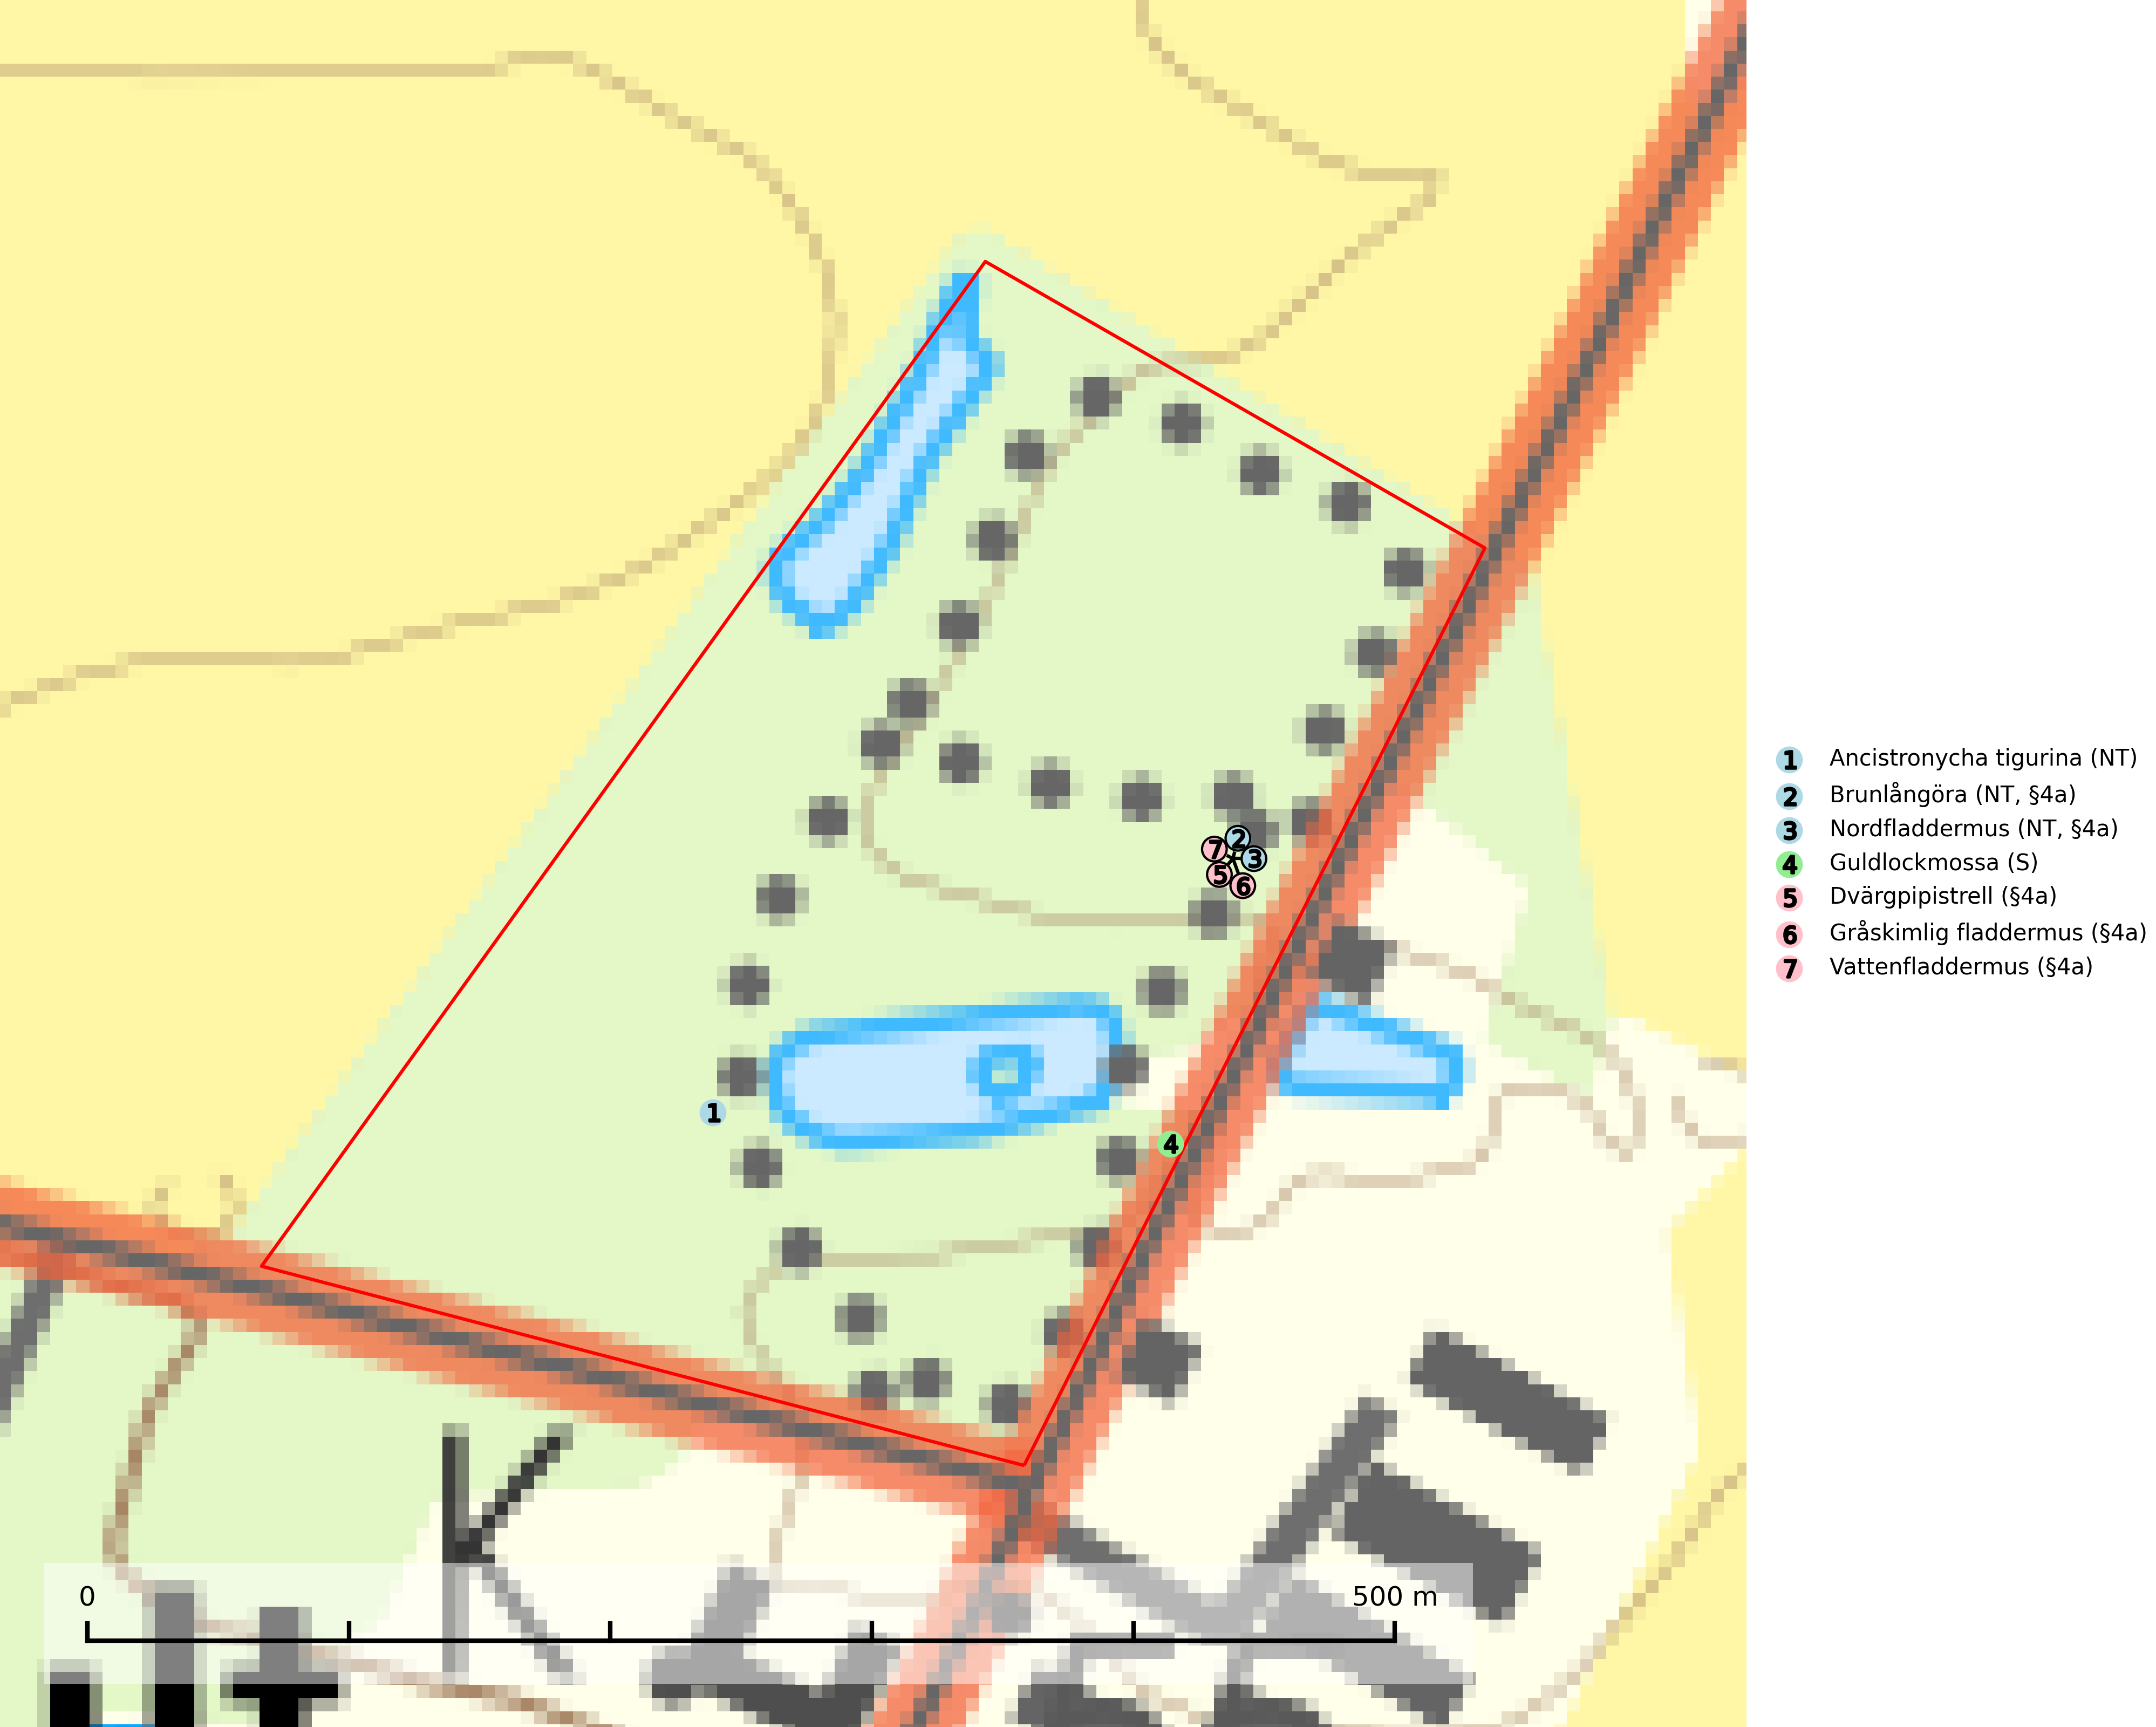 2
7
3
5
6
1
4
0
500 m
1 Ancistronycha tigurina (NT)
2 Brunlångöra (NT, §4a)
3 Nordfladdermus (NT, §4a)
4 Guldlockmossa (S)
5 Dvärgpipistrell (§4a)
6 Gråskimlig fladdermus (§4a)
7 Vattenfladdermus (§4a)